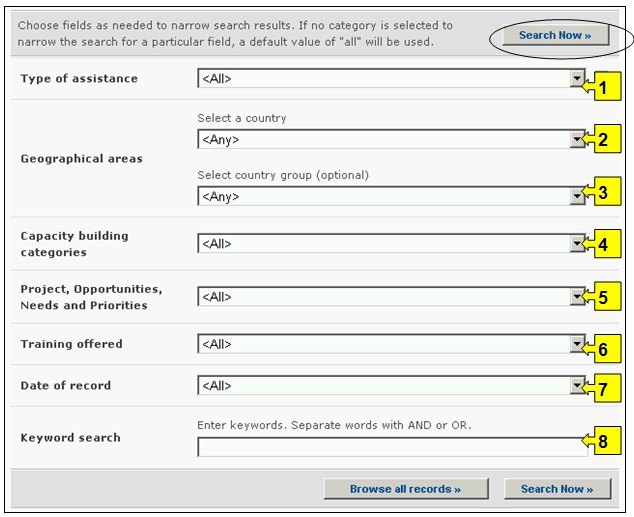 Choose fields as needed to narrow search results. If no category is selected to
narrow the search for a particular field, a default value of "all" will be used.
Search Now »
Type of assistance
<All>
1
Geographical areas
Select a country
<Any>
2
Select country group (optional)
<Any>
3
Capacity building
categories
<All>
4
Project, Opportunities,
Needs and Priorities
<All>
5
Training offered
<All>
6
Date of record
<All>
7
Keyword search
Enter keywords. Separate words with AND or OR.
8
Browse all records »
Search Now »